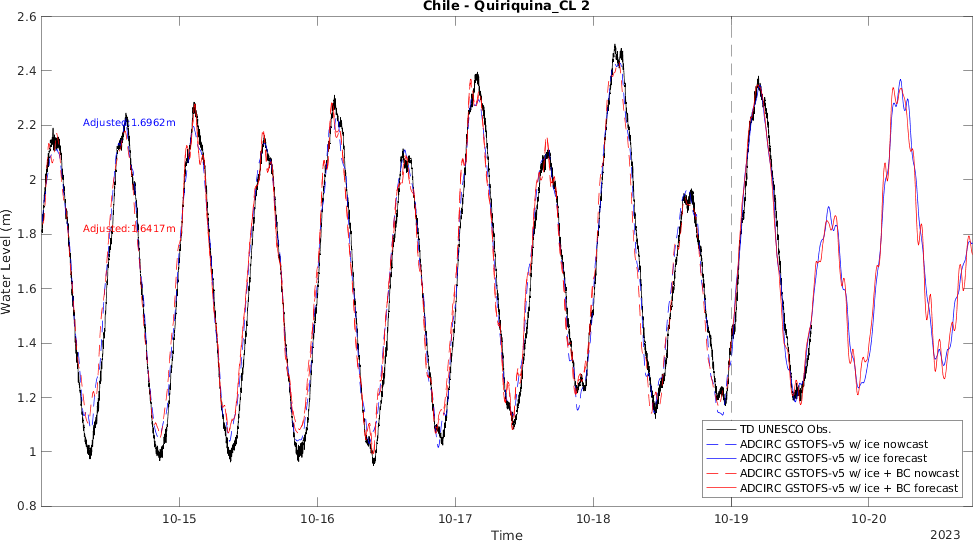 Chile - Quiriquina_CL 2
2.6
2.4
2.2
2
1.8
1.6
1.4
1.2
1
0.8
Water Level (m)
Adjusted:1.6962m
Adjusted:1.6417m
TD UNESCO Obs.
ADCIRC GSTOFS-v5 w/ ice nowcast
ADCIRC GSTOFS-v5 w/ ice forecast
ADCIRC GSTOFS-v5 w/ ice + BC nowcast
ADCIRC GSTOFS-v5 w/ ice + BC forecast
10-15 10-16 10-17 10-18 10-19 10-20
2023
Time